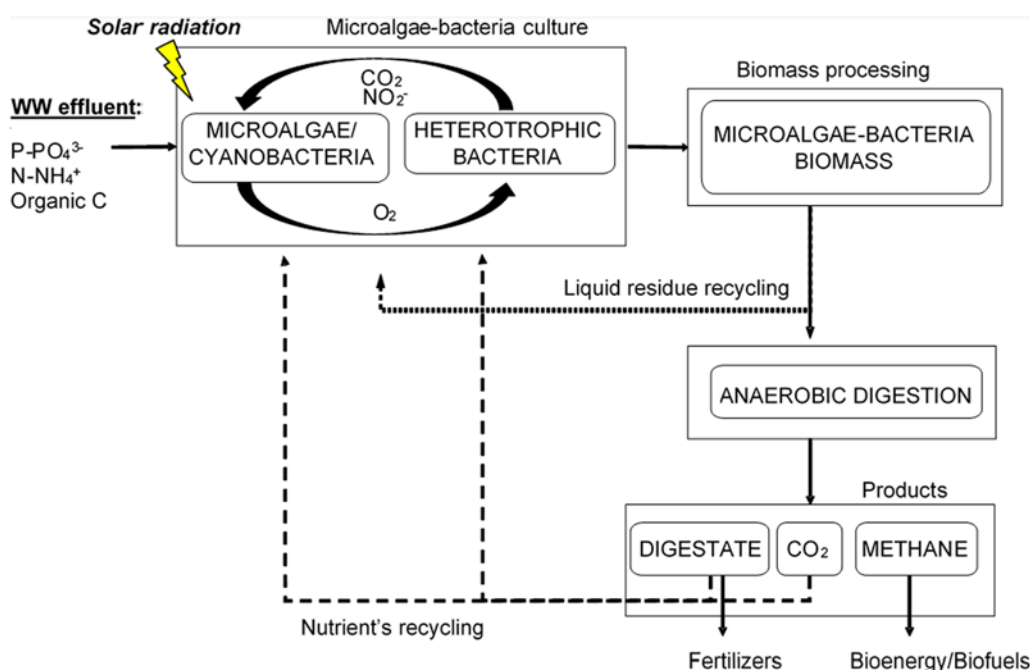 Solar radiation
Microalgae-bacteria culture
WW effluent:
P-PO₄³⁻
N-NH₄⁺
Organic C
CO₂
NO₂⁻
MICROALGAE/
CYANOBACTERIA
HETEROTROPHIC
BACTERIA
O₂
Biomass processing
MICROALGAE-BACTERIA
BIOMASS
Liquid residue recycling
ANAEROBIC DIGESTION
Products
DIGESTATE
CO₂
METHANE
Nutrient's recycling
Fertilizers
Bioenergy/Biofuels